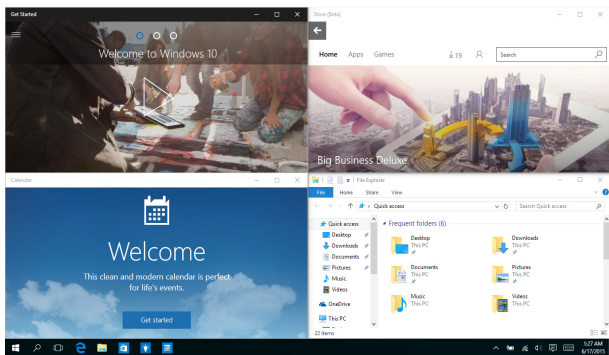 Get Started
Welcome to Windows 10
Store (Beta)
Home Apps Games
19
Search
Big Business Deluxe
Calendar
Welcome
This clean and modern calendar is perfect
for life's events.
Get started
File Explorer
File Home Share View
Quick access
Search Quick access
Quick access
Desktop
Downloads
Documents
Pictures
Music
Videos
OneDrive
This PC
Frequent folders (6)
Desktop
This PC
Downloads
This PC
Documents
This PC
Pictures
This PC
Music
This PC
Videos
This PC
22 items
1:27 AM
6/17/2015